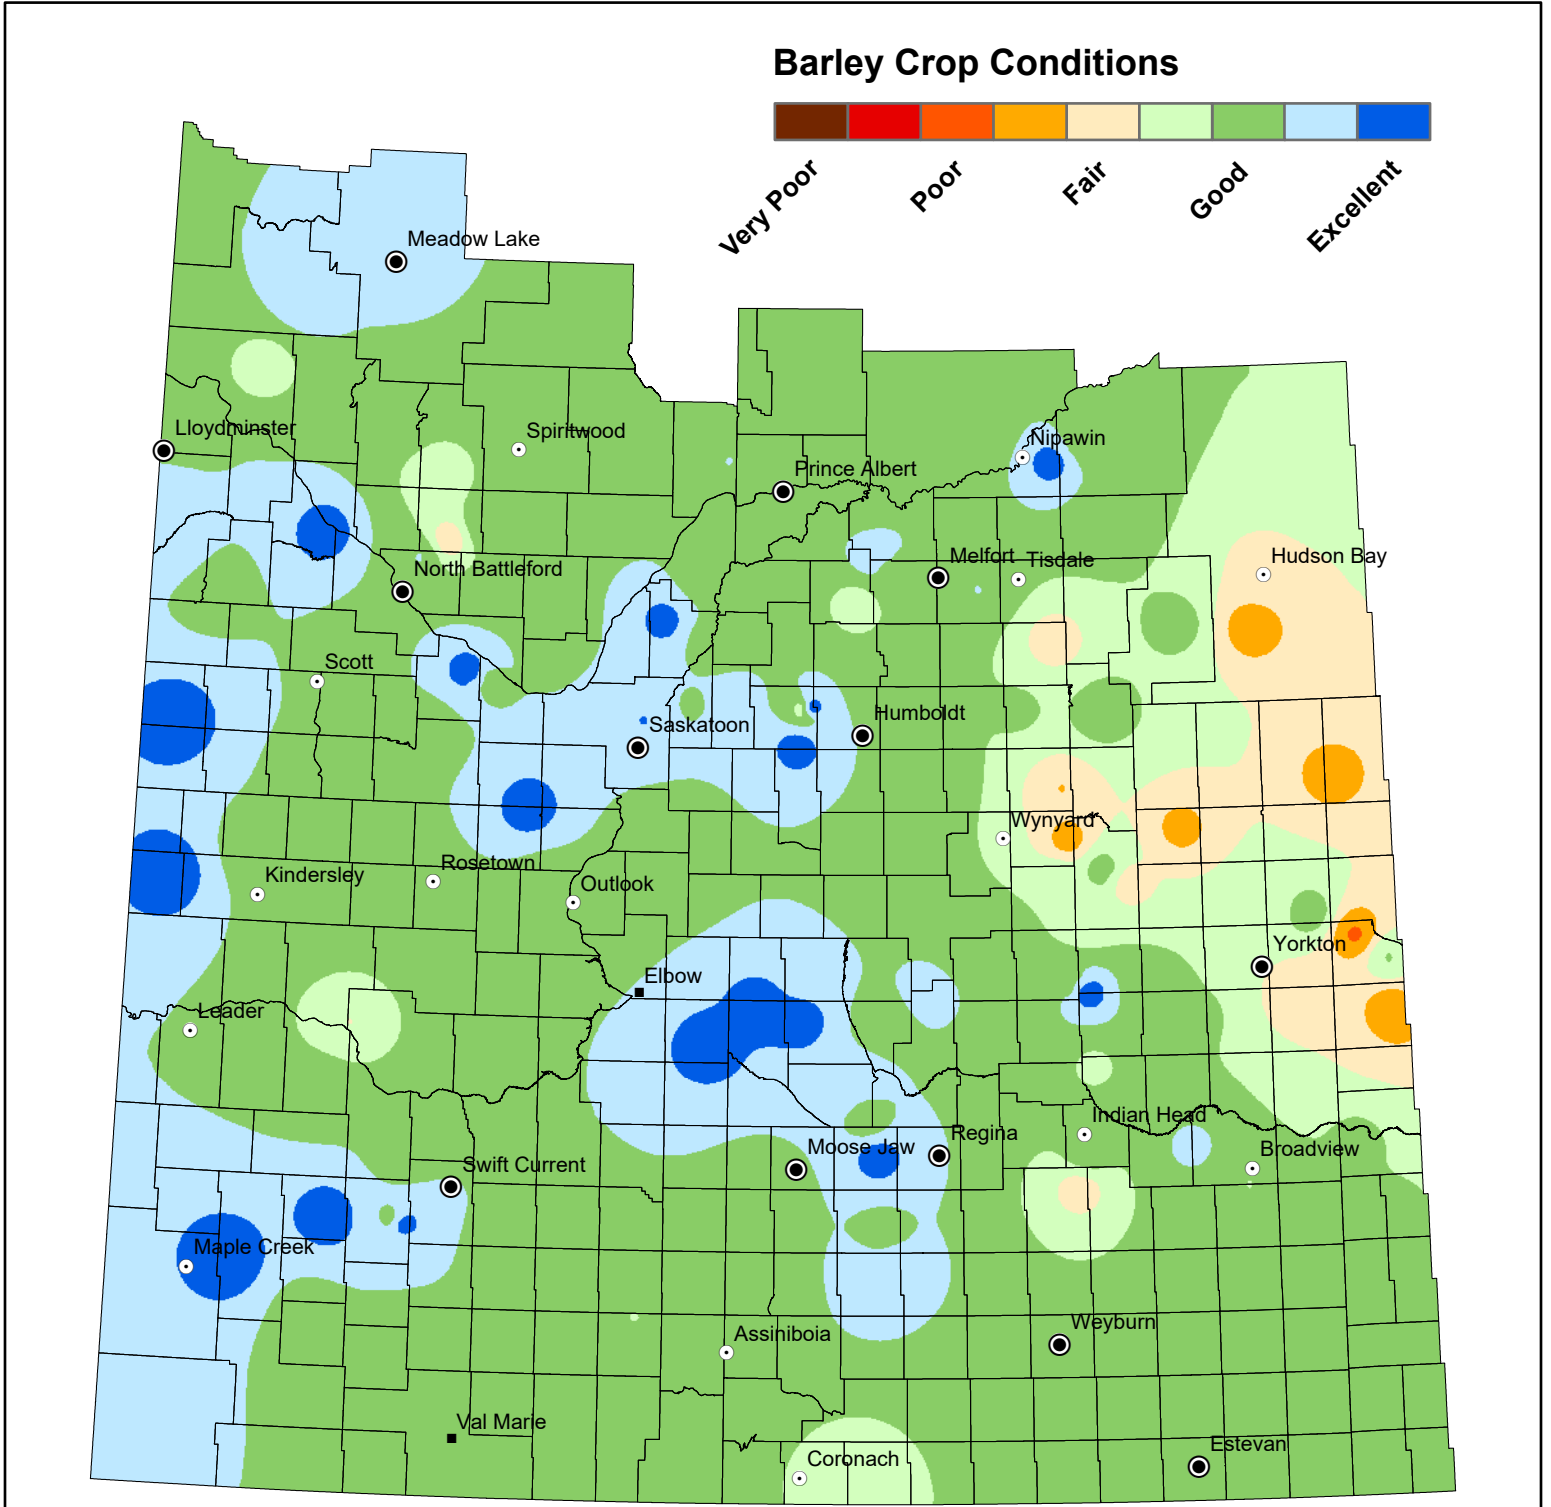 Barley Crop Conditions
Very Poor
Poor
Fair
Good
Excellent
Meadow Lake
Lloydminster
Spiritwood
Nipawin
Prince Albert
Hudson Bay
Melfort
Tisdale
North Battleford
Scott
Humboldt
Saskatoon
Wynyard
Rosetown
Kindersley
Outlook
Yorkton
Elbow
Leader
Indian Head
Regina
Moose Jaw
Broadview
Swift Current
Maple Creek
Weyburn
Assiniboia
Val Marie
Estevan
Coronach